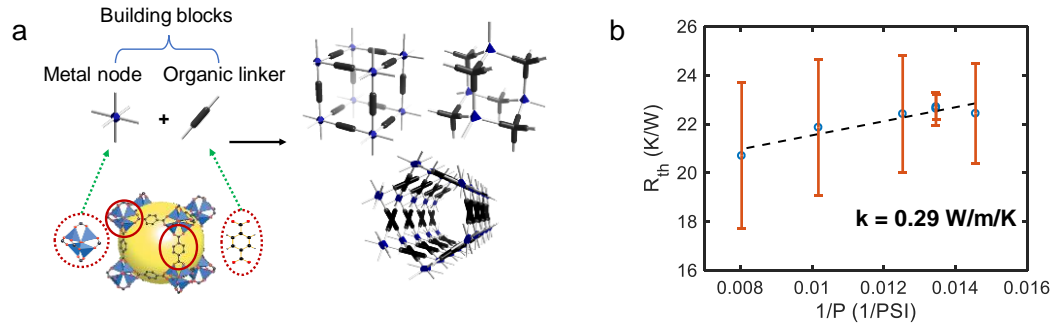 a
Building blocks
Metal node
Organic linker
+
b
26
24
22
20
18
16
R_th (K/W)
k = 0.29 W/m/K
0.008
0.01
0.012
0.014
0.016
1/P (1/PSI)